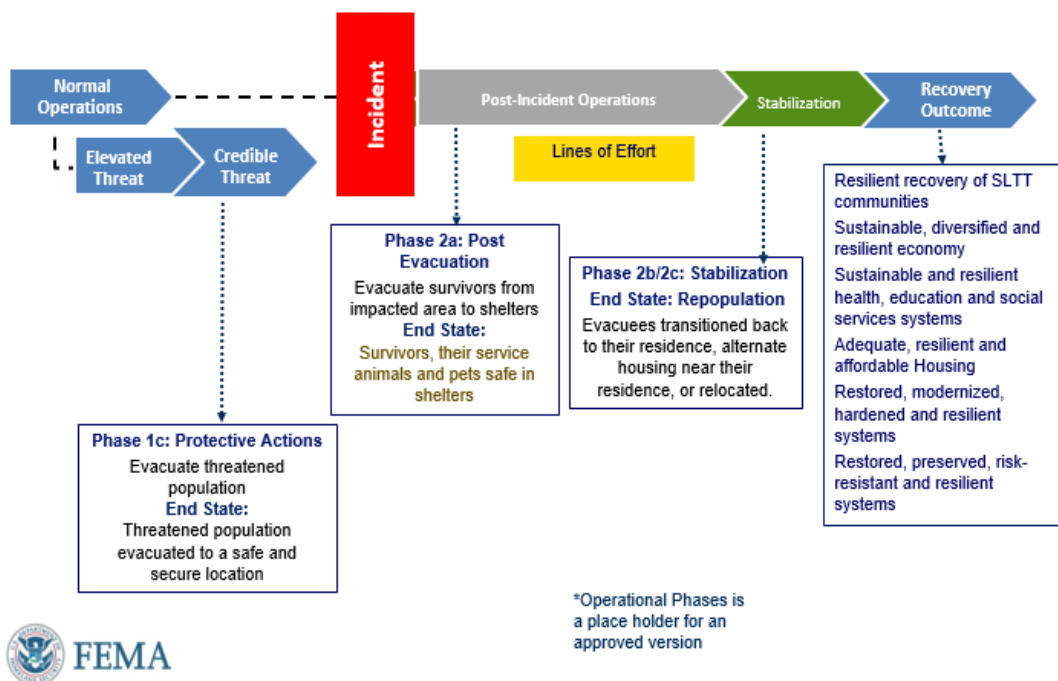 Normal
Operations
Incident
Post-Incident Operations
Stabilization
Recovery
Outcome
Elevated
Threat
Credible
Threat
Lines of Effort
Phase 1c: Protective Actions
Evacuate threatened
population
End State:
Threatened population
evacuated to a safe and
secure location
Phase 2a: Post
Evacuation
Evacuate survivors from
impacted area to shelters
End State:
Survivors, their service
animals and pets safe in
shelters
Phase 2b/2c: Stabilization
End State: Repopulation
Evacuees transitioned back
to their residence, alternate
housing near their
residence, or relocated.
Resilient recovery of SLTT
communities
Sustainable, diversified and
resilient economy
Sustainable and resilient
health, education and social
services systems
Adequate, resilient and
affordable Housing
Restored, modernized,
hardened and resilient
systems
Restored, preserved, risk-
resistant and resilient
systems
*Operational Phases is
a place holder for an
approved version
FEMA